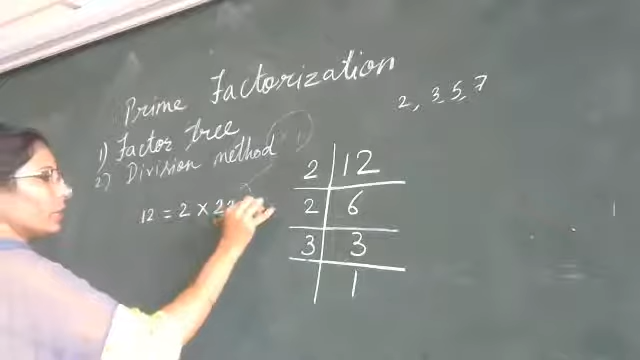 Prime Factorization
2, 3, 5, 7
1) Factor tree
2) Division method
12 = 2 × 2
2 | 12
2 | 6
3 | 3
1